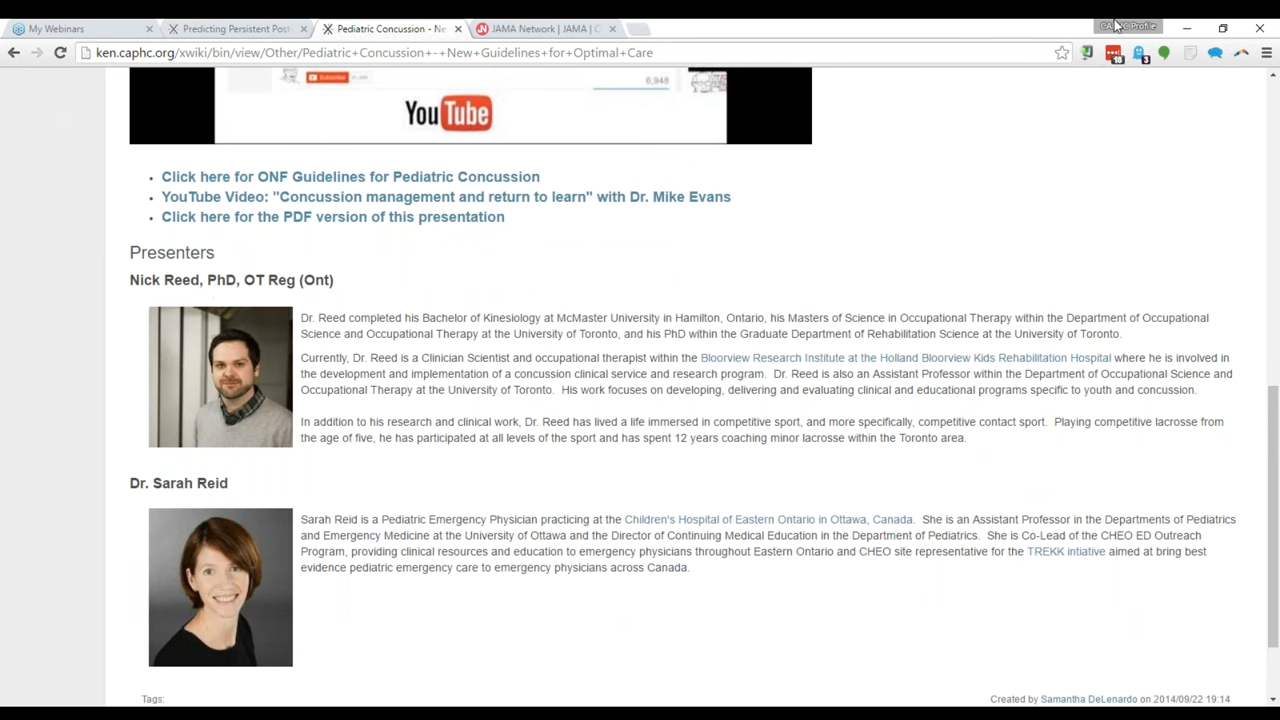 My Webinars
Predicting Persistent Post
Pediatric Concussion - Ne
JAMA Network | JAMA | C
CAPHC Profile
ken.caphc.org/xwiki/bin/view/Other/Pediatric+Concussion+-+New+Guidelines+for+Optimal+Care
18
3
Subscribe
6,948
YouTube
• Click here for ONF Guidelines for Pediatric Concussion
• YouTube Video: "Concussion management and return to learn" with Dr. Mike Evans
• Click here for the PDF version of this presentation
Presenters
Nick Reed, PhD, OT Reg (Ont)
Dr. Reed completed his Bachelor of Kinesiology at McMaster University in Hamilton, Ontario, his Masters of Science in Occupational Therapy within the Department of Occupational
Science and Occupational Therapy at the University of Toronto, and his PhD within the Graduate Department of Rehabilitation Science at the University of Toronto.
Currently, Dr. Reed is a Clinician Scientist and occupational therapist within the Bloorview Research Institute at the Holland Bloorview Kids Rehabilitation Hospital where he is involved in
the development and implementation of a concussion clinical service and research program. Dr. Reed is also an Assistant Professor within the Department of Occupational Science and
Occupational Therapy at the University of Toronto. His work focuses on developing, delivering and evaluating clinical and educational programs specific to youth and concussion.
In addition to his research and clinical work, Dr. Reed has lived a life immersed in competitive sport, and more specifically, competitive contact sport. Playing competitive lacrosse from
the age of five, he has participated at all levels of the sport and has spent 12 years coaching minor lacrosse within the Toronto area.
Dr. Sarah Reid
Sarah Reid is a Pediatric Emergency Physician practicing at the Children's Hospital of Eastern Ontario in Ottawa, Canada. She is an Assistant Professor in the Departments of Pediatrics
and Emergency Medicine at the University of Ottawa and the Director of Continuing Medical Education in the Department of Pediatrics. She is Co-Lead of the CHEO ED Outreach
Program, providing clinical resources and education to emergency physicians throughout Eastern Ontario and CHEO site representative for the TREKK intiative aimed at bring best
evidence pediatric emergency care to emergency physicians across Canada.
Tags:
Created by Samantha DeLenardo on 2014/09/22 19:14